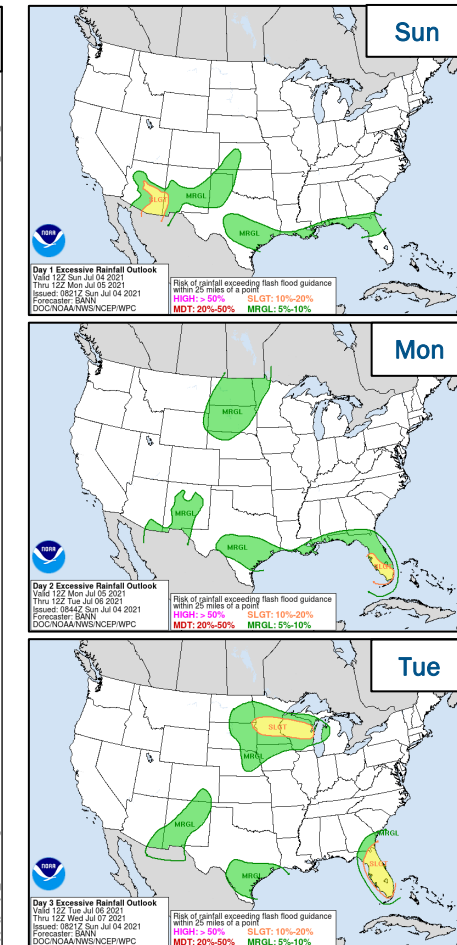 Sun
SLGT
MRGL
MRGL
NOAA
Day 1 Excessive Rainfall Outlook
Valid 12Z Sun Jul 04 2021
Thru 12Z Mon Jul 05 2021
Issued: 0821Z Sun Jul 04 2021
Forecaster: BANN
DOC/NOAA/NWS/NCEP/WPC
Risk of rainfall exceeding flash flood guidance
within 25 miles of a point
HIGH: > 50% SLGT: 10%-20%
MDT: 20%-50% MRGL: 5%-10%
Mon
MRGL
MRGL
MRGL
SLGT
NOAA
Day 2 Excessive Rainfall Outlook
Valid 12Z Mon Jul 05 2021
Thru 12Z Tue Jul 06 2021
Issued: 0844Z Sun Jul 04 2021
Forecaster: BANN
DOC/NOAA/NWS/NCEP/WPC
Risk of rainfall exceeding flash flood guidance
within 25 miles of a point
HIGH: > 50% SLGT: 10%-20%
MDT: 20%-50% MRGL: 5%-10%
Tue
SLGT
MRGL
MRGL
MRGL
SLGT
MRGL
NOAA
Day 3 Excessive Rainfall Outlook
Valid 12Z Tue Jul 06 2021
Thru 12Z Wed Jul 07 2021
Issued: 0821Z Sun Jul 04 2021
Forecaster: BANN
DOC/NOAA/NWS/NCEP/WPC
Risk of rainfall exceeding flash flood guidance
within 25 miles of a point
HIGH: > 50% SLGT: 10%-20%
MDT: 20%-50% MRGL: 5%-10%